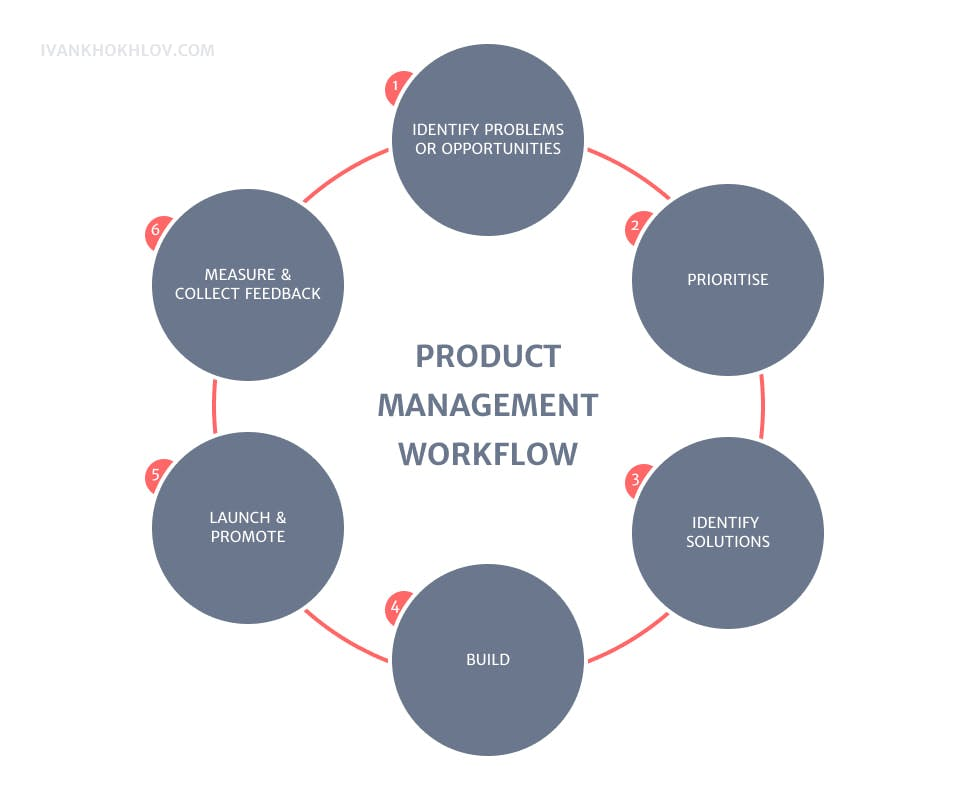 IVANKHOKHLOV.COM
1
IDENTIFY PROBLEMS
OR OPPORTUNITIES
2
PRIORITISE
3
IDENTIFY
SOLUTIONS
4
BUILD
5
LAUNCH &
PROMOTE
6
MEASURE &
COLLECT FEEDBACK
PRODUCT
MANAGEMENT
WORKFLOW